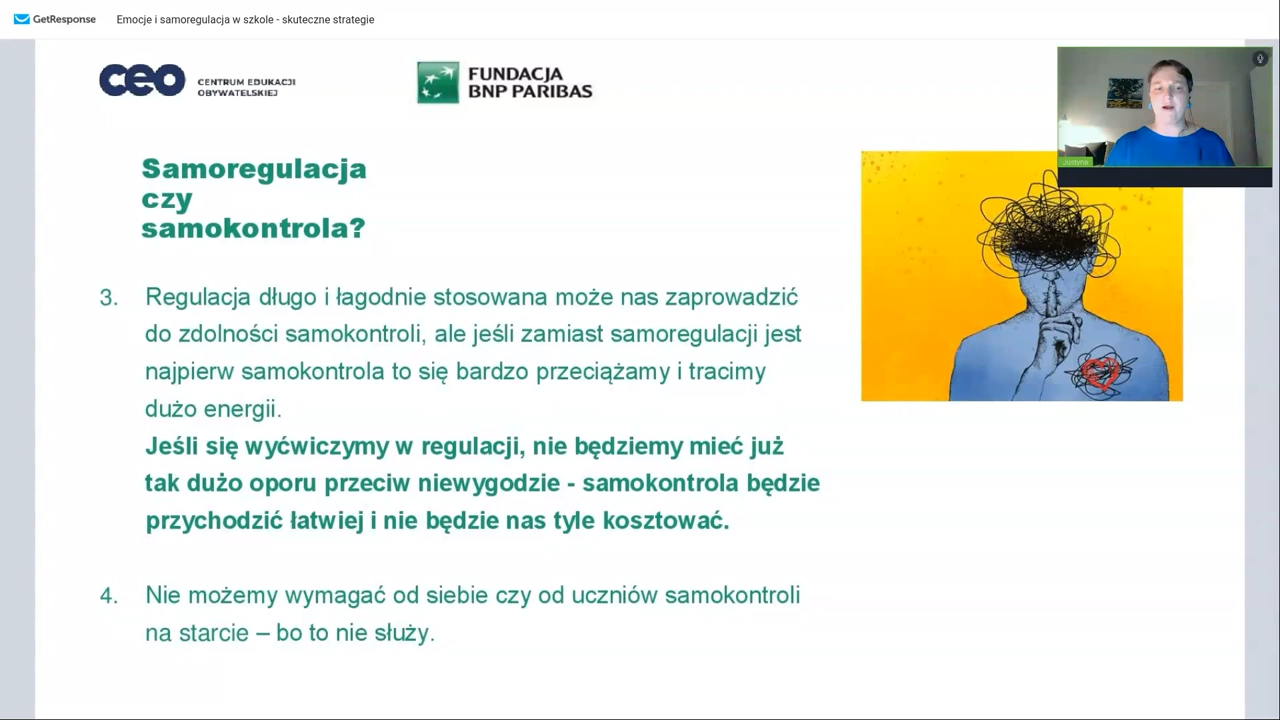 GetResponse Emocje i samoregulacja w szkole - skuteczne strategie
ceo CENTRUM EDUKACJI
OBYWATELSKIEJ
FUNDACJA
BNP PARIBAS
Justyna
Samoregulacja
czy
samokontrola?
3. Regulacja długo i łagodnie stosowana może nas zaprowadzić
do zdolności samokontroli, ale jeśli zamiast samoregulacji jest
najpierw samokontrola to się bardzo przeciążamy i tracimy
dużo energii.
Jeśli się wyćwiczymy w regulacji, nie będziemy mieć już
tak dużo oporu przeciw niewygodzie - samokontrola będzie
przychodzić łatwiej i nie będzie nas tyle kosztować.
4. Nie możemy wymagać od siebie czy od uczniów samokontroli
na starcie – bo to nie służy.